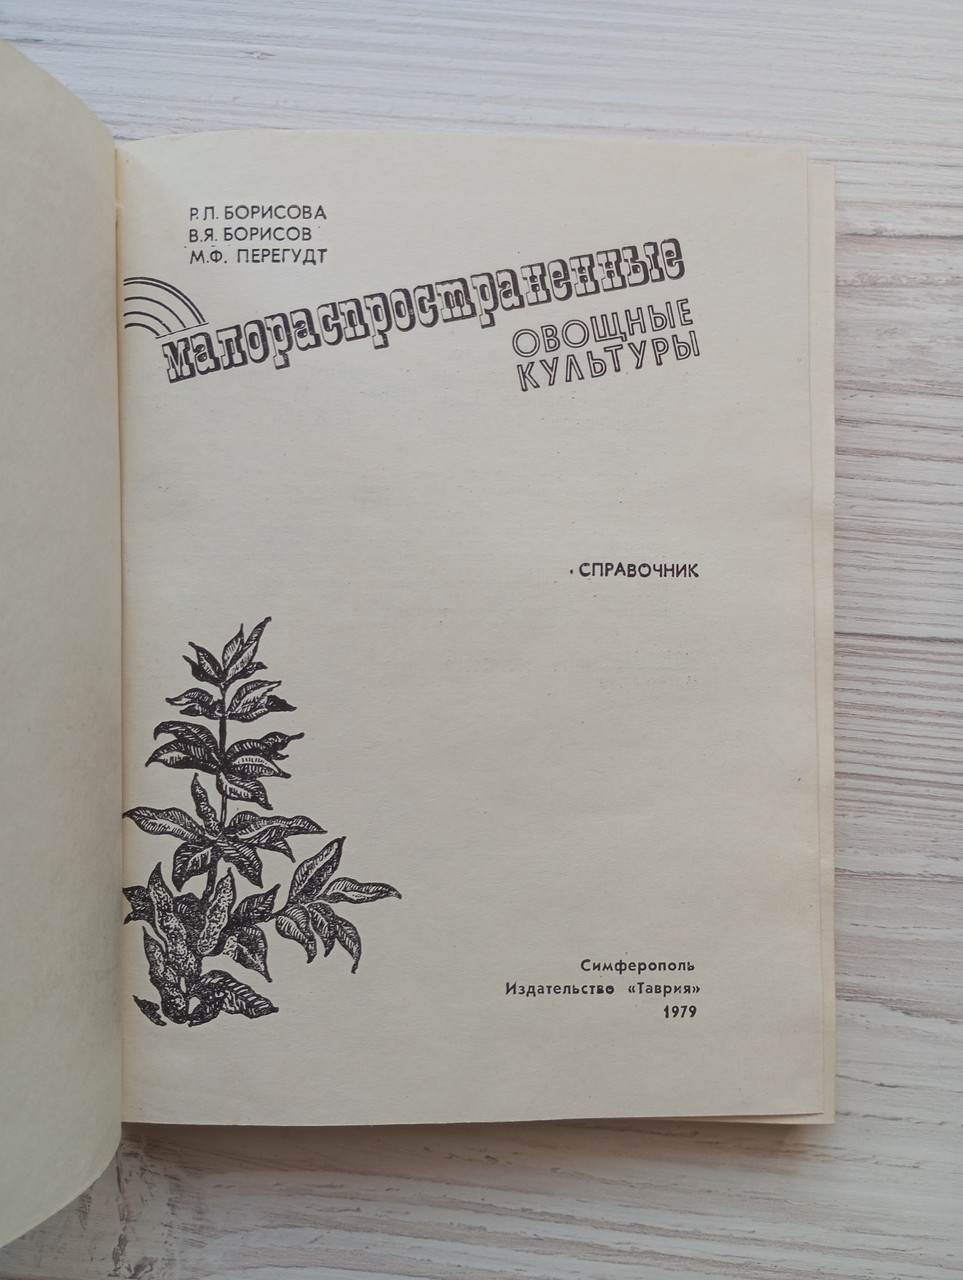 Р.Л. БОРИСОВА
В.Я. БОРИСОВ
М.Ф. ПЕРЕГУДТ
Малораспространенные
ОВОЩНЫЕ
КУЛЬТУРЫ
СПРАВОЧНИК
Симферополь
Издательство «Таврия»
1979